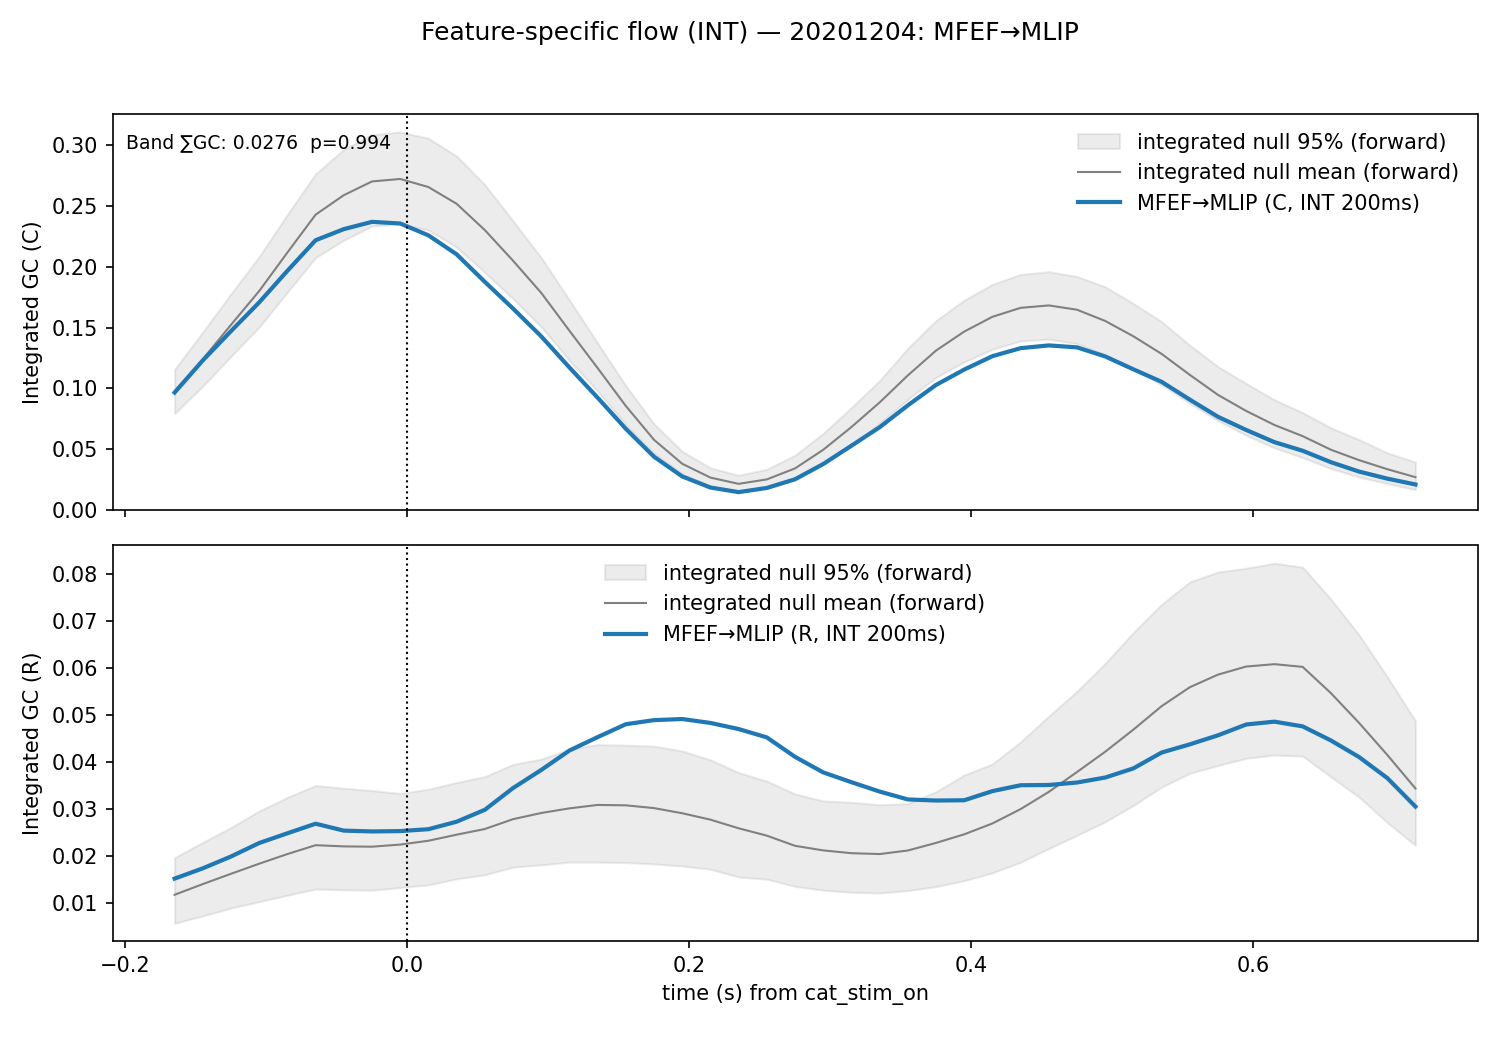 Feature-specific flow (INT) — 20201204: MFEF→MLIP
Band ∑GC: 0.0276 p=0.994
integrated null 95% (forward)
integrated null mean (forward)
MFEF→MLIP (C, INT 200ms)
Integrated GC (C)
0.30
0.25
0.20
0.15
0.10
0.05
0.00
integrated null 95% (forward)
integrated null mean (forward)
MFEF→MLIP (R, INT 200ms)
Integrated GC (R)
0.08
0.07
0.06
0.05
0.04
0.03
0.02
0.01
−0.2 0.0 0.2 0.4 0.6
time (s) from cat_stim_on